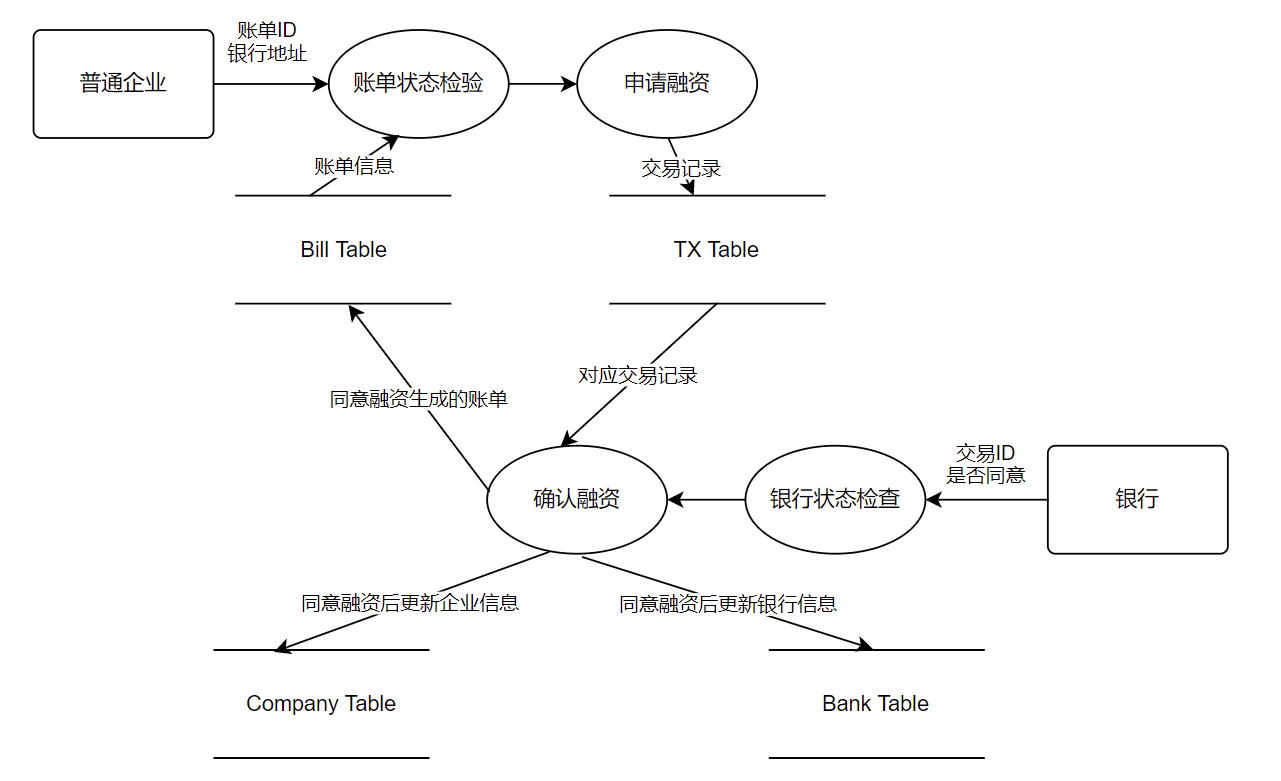 账单ID
银行地址
普通企业
账单状态检验
申请融资
账单信息
交易记录
Bill Table
TX Table
对应交易记录
同意融资生成的账单
交易ID
是否同意
确认融资
银行状态检查
银行
同意融资后更新企业信息
同意融资后更新银行信息
Company Table
Bank Table